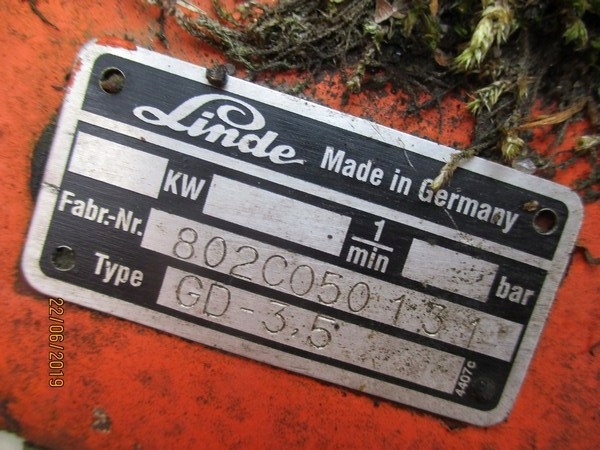 Linde Made in Germany
KW 1/min bar
Fabr.-Nr. 802C050131
Type GD-3,5
4407c
22/06/2019